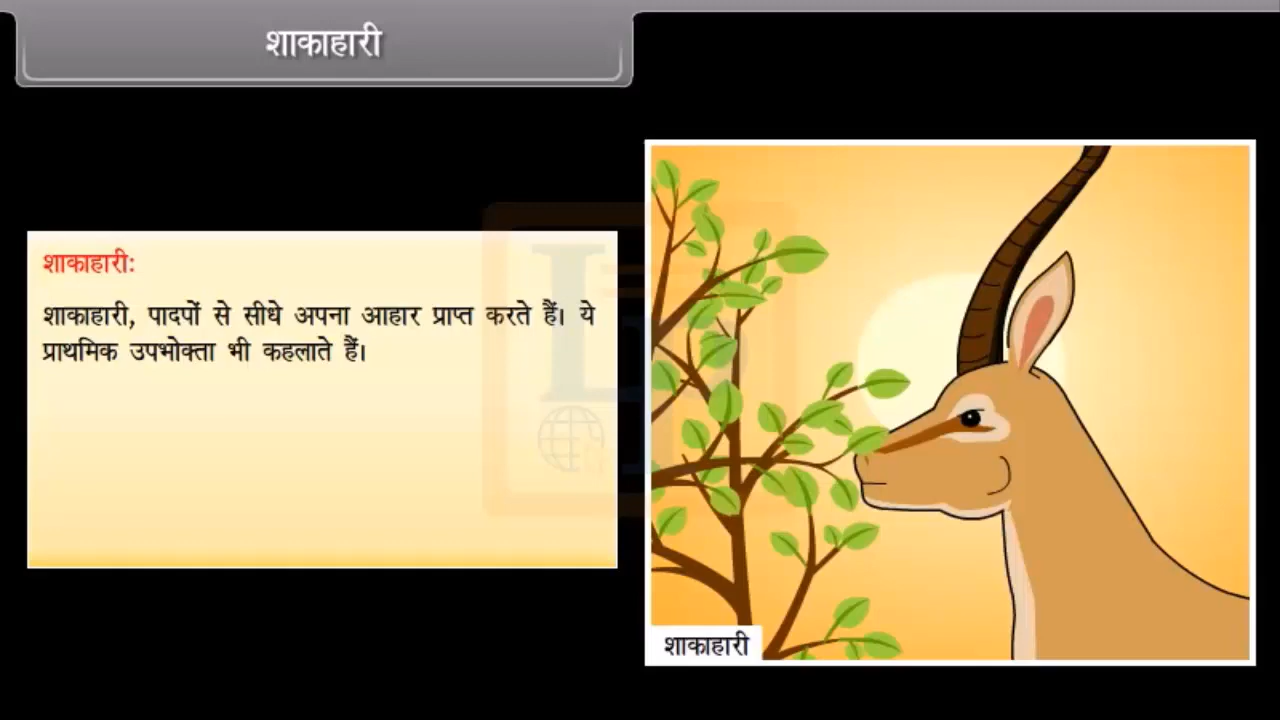 शाकाहारी
शाकाहारी:
शाकाहारी, पादपों से सीधे अपना आहार प्राप्त करते हैं। ये
प्राथमिक उपभोक्ता भी कहलाते हैं।
शाकाहारी